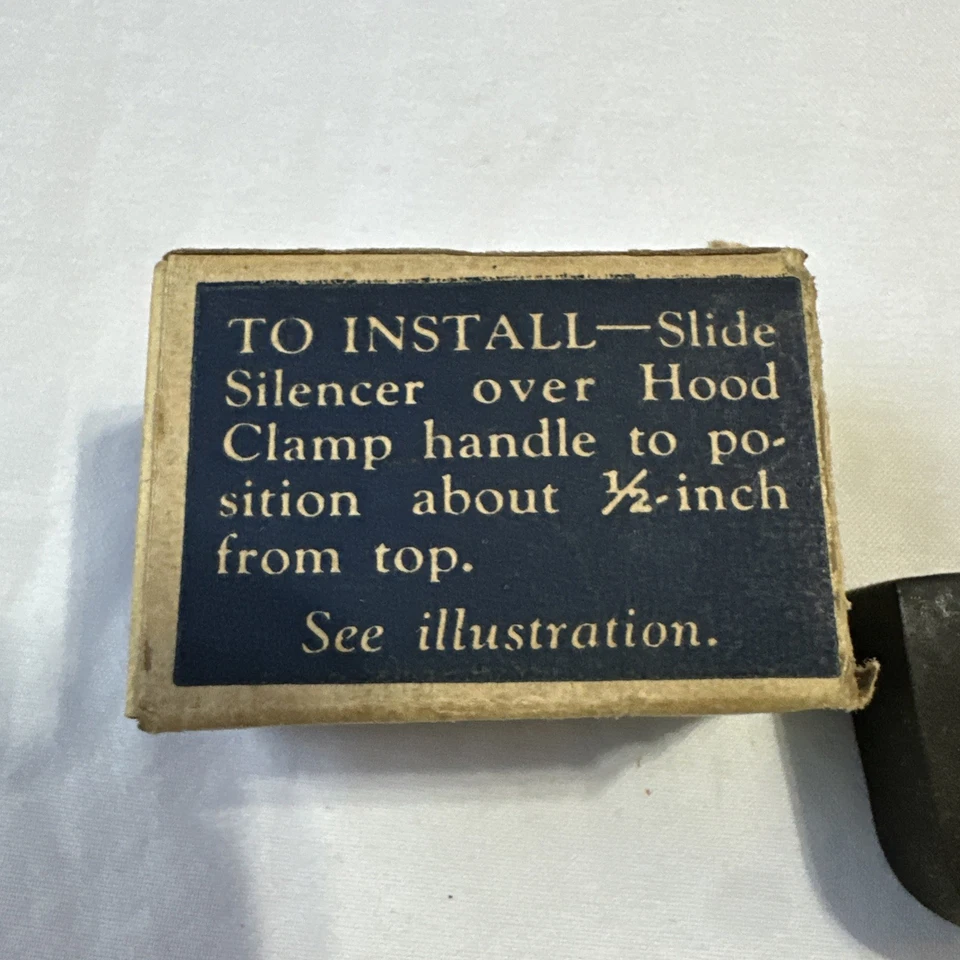 TO INSTALL—Slide
Silencer over Hood
Clamp handle to po-
sition about ½-inch
from top.
See illustration.